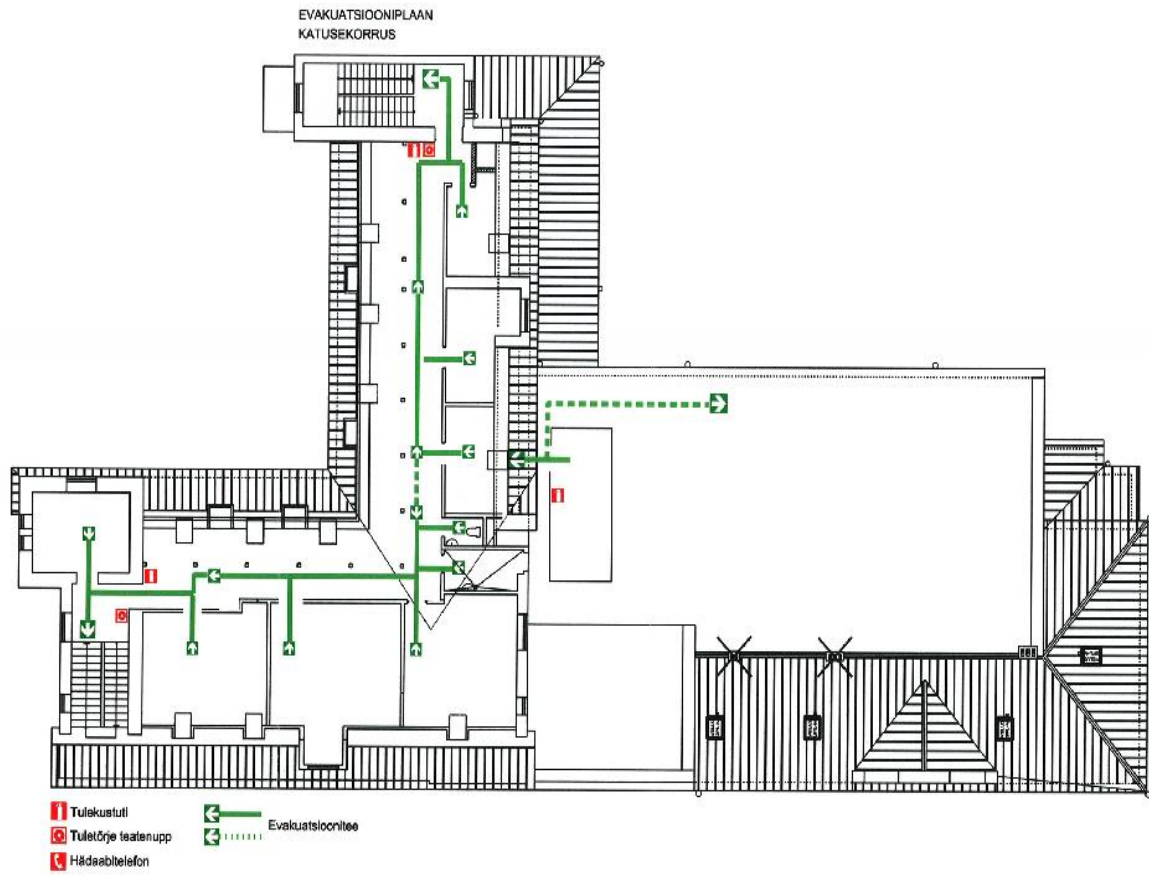 EVAKUATSIOONIPLAAN
KATUSEKORRUS
Tulekustuti
Tuletõrje teatenupp
Hädaabitelefon
Evakuatsioonitee